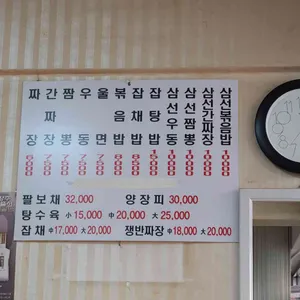 짜장
간짜장
짬뽕
우동
울면
볶음밥
잡채밥
잡탕밥
삼선우동
삼선짬뽕
삼선간짜장
삼선볶음밥
팔보채 32,000 양장피 30,000
탕수육 小 15,000 中 20,000 大 25,000
잡채 中 17,000 大 20,000 쟁반짜장 中 18,000 大 20,000